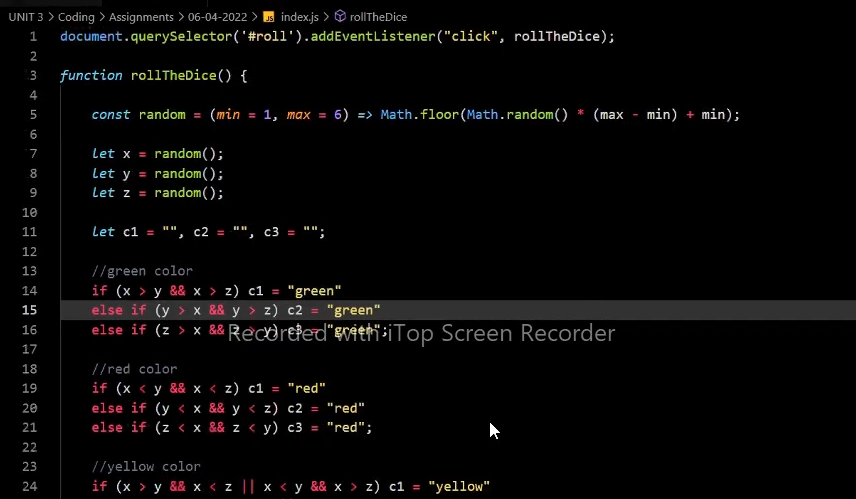 UNIT 3 > Coding > Assignments > 06-04-2022 > JS index.js > rollTheDice
1 document.querySelector('#roll').addEventListener("click", rollTheDice);
2
3 function rollTheDice() {
4
5 const random = (min = 1, max = 6) => Math.floor(Math.random() * (max - min) + min);
6
7 let x = random();
8 let y = random();
9 let z = random();
10
11 let c1 = "", c2 = "", c3 = "";
12
13 //green color
14 if (x > y && x > z) c1 = "green"
15 else if (y > x && y > z) c2 = "green"
16 else if (z > x && z > y) c3 = "green";
Recorded with iTop Screen Recorder
17
18 //red color
19 if (x < y && x < z) c1 = "red"
20 else if (y < x && y < z) c2 = "red"
21 else if (z < x && z < y) c3 = "red";
22
23 //yellow color
24 if (x > y && x < z || x < y && x > z) c1 = "yellow"